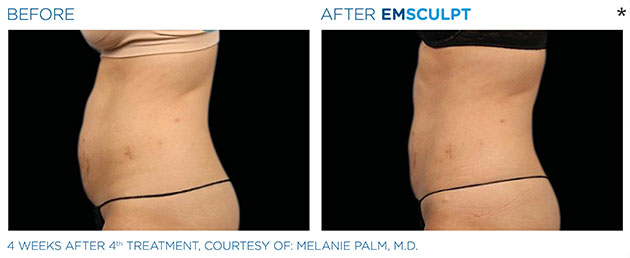 BEFORE
AFTER EMSCULPT
*
4 WEEKS AFTER 4th TREATMENT, COURTESY OF: MELANIE PALM, M.D.